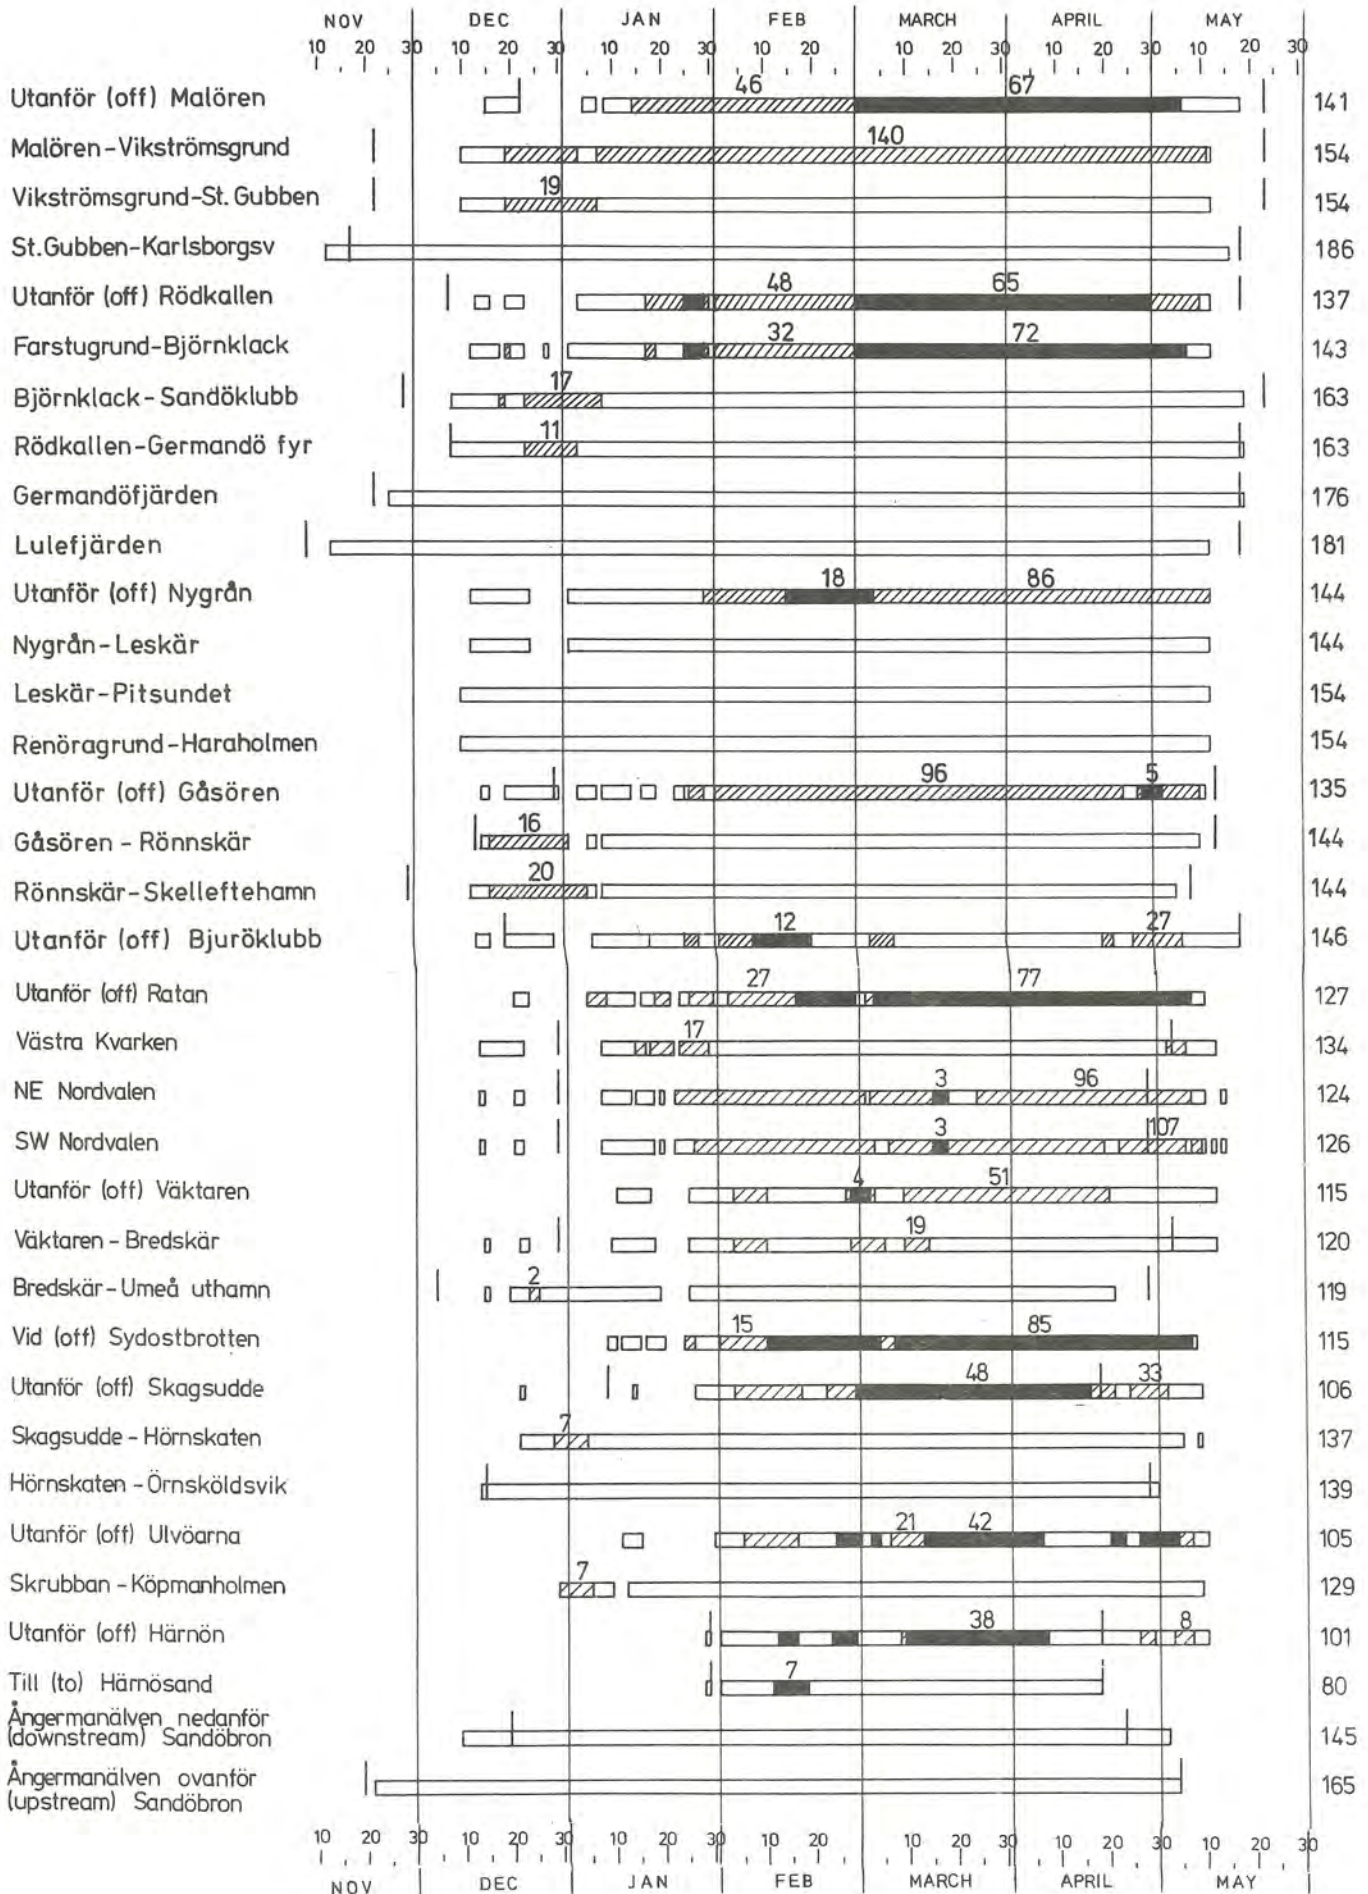 NOV DEC JAN FEB MARCH APRIL MAY
10 20 30 10 20 30 10 20 30 10 20 10 20 30 10 20 30 10 20 30
Utanför (off) Malören 46 67 141
Malören-Vikströmsgrund 140 154
Vikströmsgrund-St. Gubben 19 154
St.Gubben-Karlsborgsv 186
Utanför (off) Rödkallen 48 65 137
Farstugrund-Björnklack 32 72 143
Björnklack-Sandöklubb 17 163
Rödkallen-Germandö fyr 11 163
Germandöfjärden 176
Lulefjärden 181
Utanför (off) Nygrån 18 86 144
Nygrån-Leskär 144
Leskär-Pitsundet 154
Renöragrund-Haraholmen 154
Utanför (off) Gåsören 96 5 135
Gåsören - Rönnskär 16 144
Rönnskär-Skelleftehamn 20 144
Utanför (off) Bjuröklubb 12 27 146
Utanför (off) Ratan 27 77 127
Västra Kvarken 17 134
NE Nordvalen 3 96 124
SW Nordvalen 3 107 126
Utanför (off) Väktaren 4 51 115
Väktaren-Bredskär 19 120
Bredskär-Umeå uthamn 2 119
Vid (off) Sydostbrotten 15 85 115
Utanför (off) Skagsudde 48 33 106
Skagsudde-Hörnskaten 7 137
Hörnskaten-Örnsköldsvik 139
Utanför (off) Ulvöarna 21 42 105
Skrubban-Köpmanholmen 7 129
Utanför (off) Härnön 38 8 101
Till (to) Härnösand 7 80
Ångermanälven nedanför
(downstream) Sandöbron 145
Ångermanälven ovanför 165
(upstream) Sandöbron
10 20 30 10 20 30 10 20 30 10 20 10 20 30 10 20 30 10 20 30
NOV DEC JAN FEB MARCH APRIL MAY